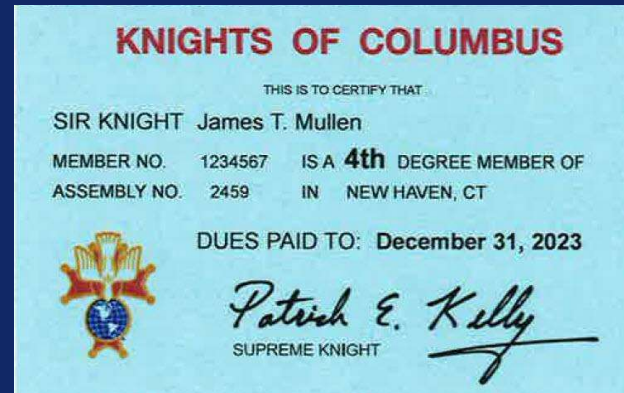 KNIGHTS OF COLUMBUS
THIS IS TO CERTIFY THAT
SIR KNIGHT James T. Mullen
MEMBER NO. 1234567 IS A 4th DEGREE MEMBER OF
ASSEMBLY NO. 2459 IN NEW HAVEN, CT
DUES PAID TO: December 31, 2023
Patrick E. Kelly
SUPREME KNIGHT